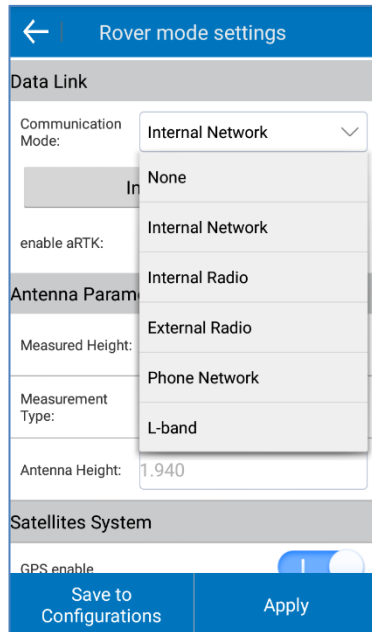 Rover mode settings
Data Link
Communication
Mode:
Internal Network
None
In
Internal Network
enable aRTK:
Internal Radio
Antenna Param
External Radio
Measured Height:
Phone Network
Measurement
Type:
L-band
Antenna Height:
1.940
Satellites System
GPS enable
Save to
Configurations
Apply